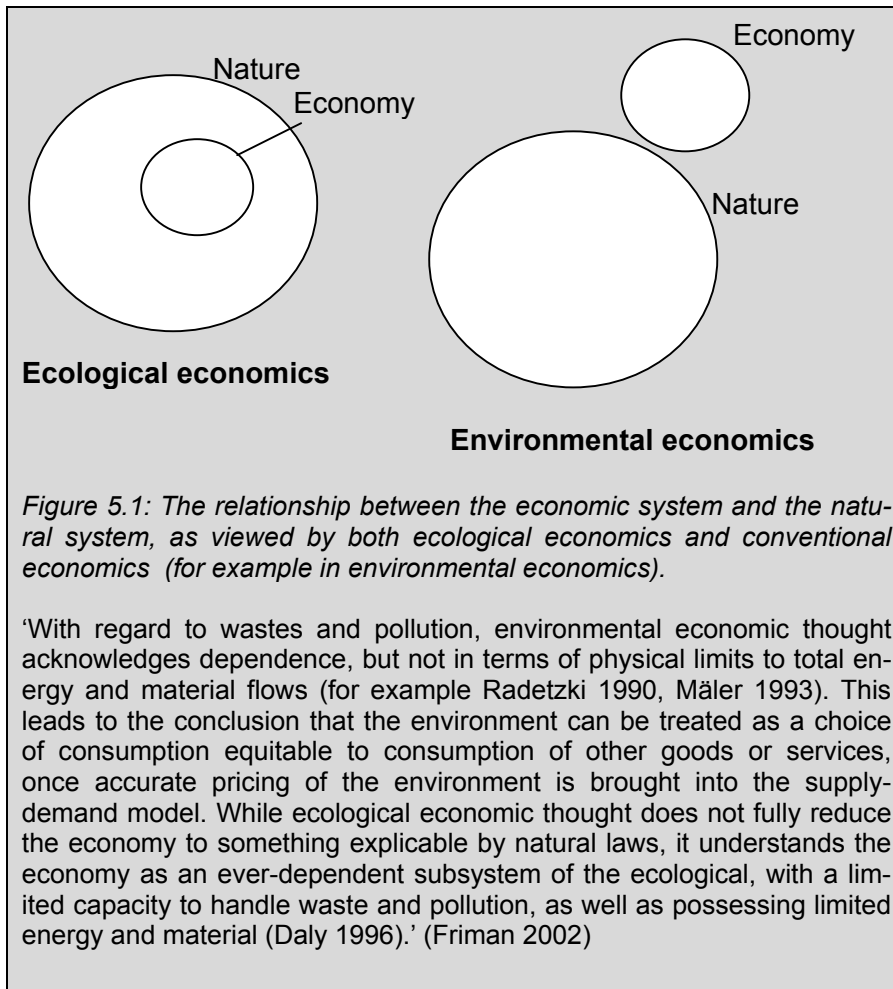 Nature
Economy
Ecological economics
Economy
Nature
Environmental economics
Figure 5.1: The relationship between the economic system and the natu-
ral system, as viewed by both ecological economics and conventional
economics (for example in environmental economics).
‘With regard to wastes and pollution, environmental economic thought
acknowledges dependence, but not in terms of physical limits to total en-
ergy and material flows (for example Radetzki 1990, Mäler 1993). This
leads to the conclusion that the environment can be treated as a choice
of consumption equitable to consumption of other goods or services,
once accurate pricing of the environment is brought into the supply-
demand model. While ecological economic thought does not fully reduce
the economy to something explicable by natural laws, it understands the
economy as an ever-dependent subsystem of the ecological, with a lim-
ited capacity to handle waste and pollution, as well as possessing limited
energy and material (Daly 1996).’ (Friman 2002)